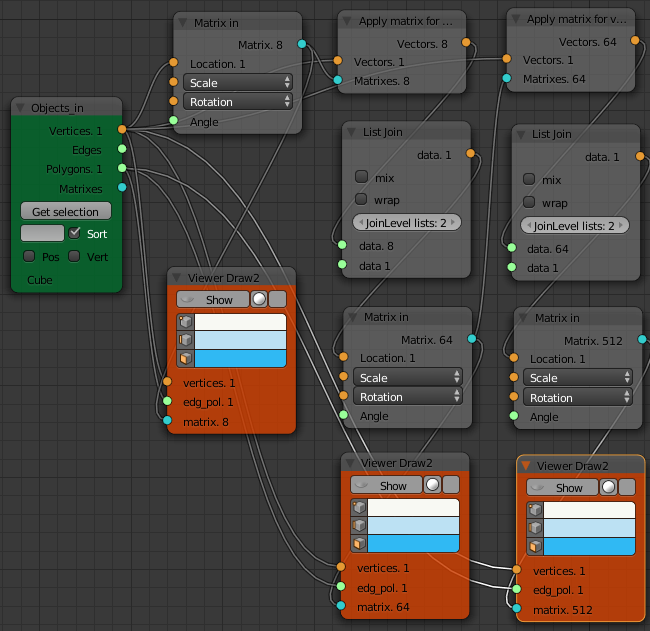 Objects_in
Vertices. 1
Edges
Polygons. 1
Matrixes
Get selection
Sort
Pos
Vert
Cube
Matrix in
Matrix. 8
Location. 1
Scale
Rotation
Angle
Viewer Draw2
Show
vertices. 1
edg_pol. 1
matrix. 8
Apply matrix for ...
Vectors. 8
Vectors. 1
Matrixes. 8
List Join
data. 1
mix
wrap
JoinLevel lists: 2
data. 8
data 1
Matrix in
Matrix. 64
Location. 1
Scale
Rotation
Angle
Viewer Draw2
Show
vertices. 1
edg_pol. 1
matrix. 64
Apply matrix for v...
Vectors. 64
Vectors. 1
Matrixes. 64
List Join
data. 1
mix
wrap
JoinLevel lists: 2
data. 64
data 1
Matrix in
Matrix. 512
Location. 1
Scale
Rotation
Angle
Viewer Draw2
Show
vertices. 1
edg_pol. 1
matrix. 512